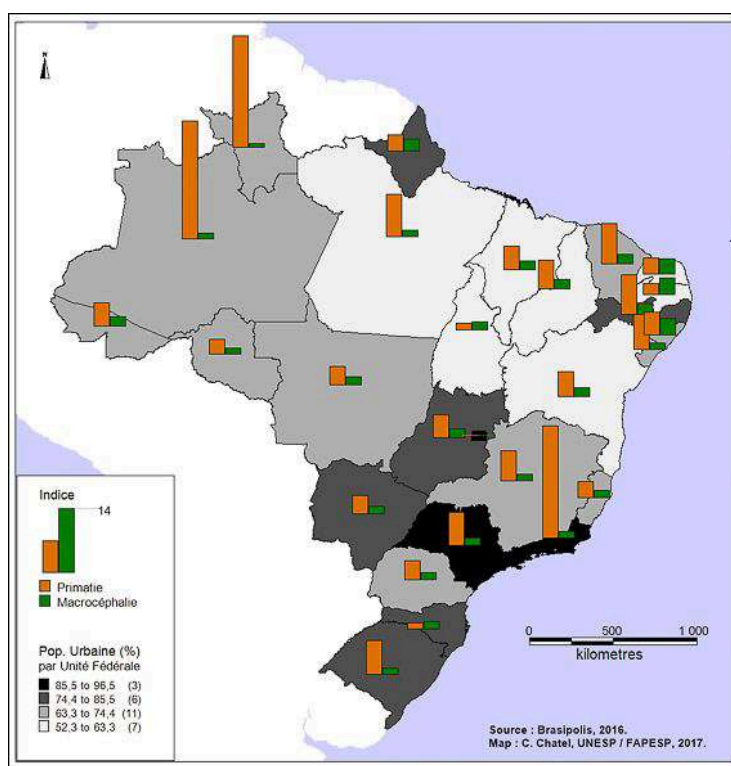 N
Indice
14
Primatie
Macrocéphalie
Pop. Urbaine (%)
par Unité Fédérale
85,5 to 96,5 (3)
74,4 to 85,5 (6)
63,3 to 74,4 (11)
52,3 to 63,3 (7)
0 500 1 000
kilometres
Source : Brasipolis, 2016.
Map : C. Chatel, UNESP / FAPESP, 2017.